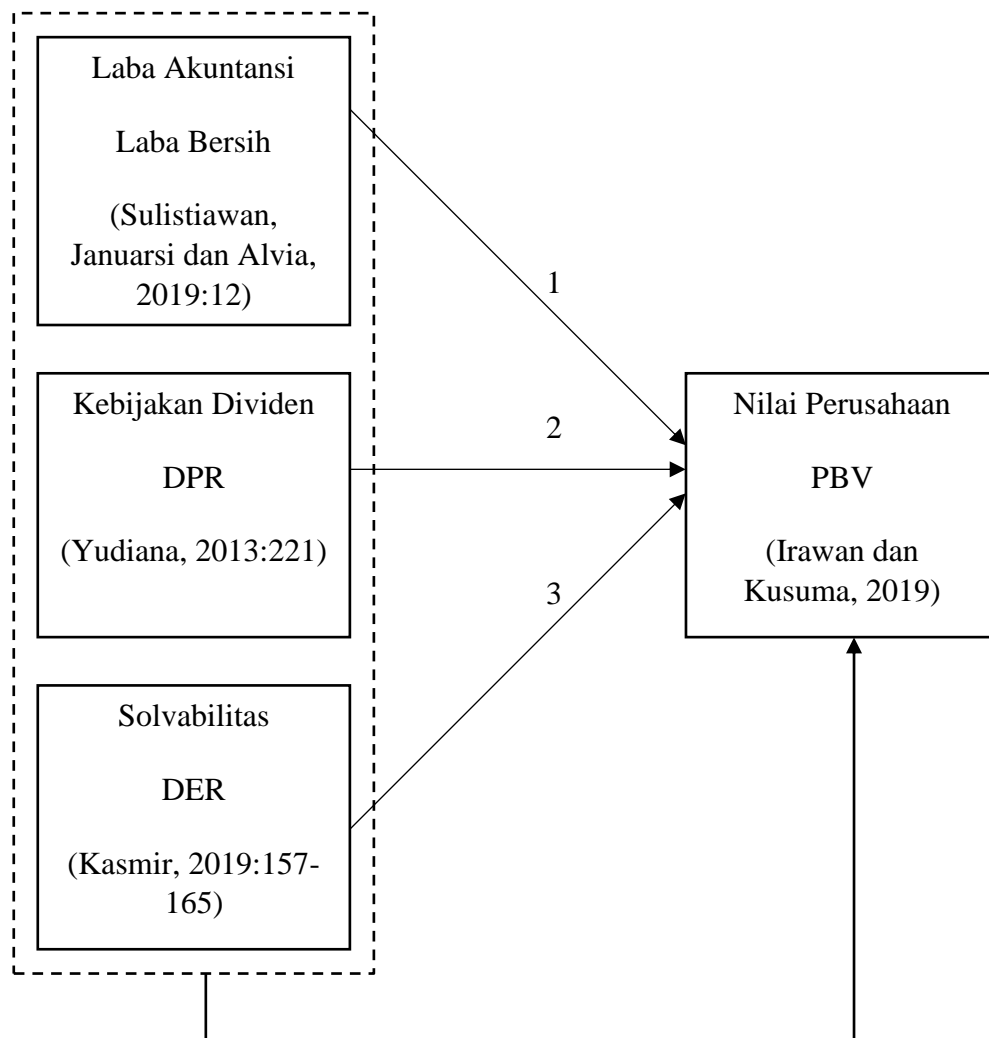 Laba Akuntansi
Laba Bersih
(Sulistiawan,
Januarsi dan Alvia,
2019:12)
1
Kebijakan Dividen
DPR
(Yudiana, 2013:221)
2
Nilai Perusahaan
PBV
(Irawan dan
Kusuma, 2019)
3
Solvabilitas
DER
(Kasmir, 2019:157-
165)